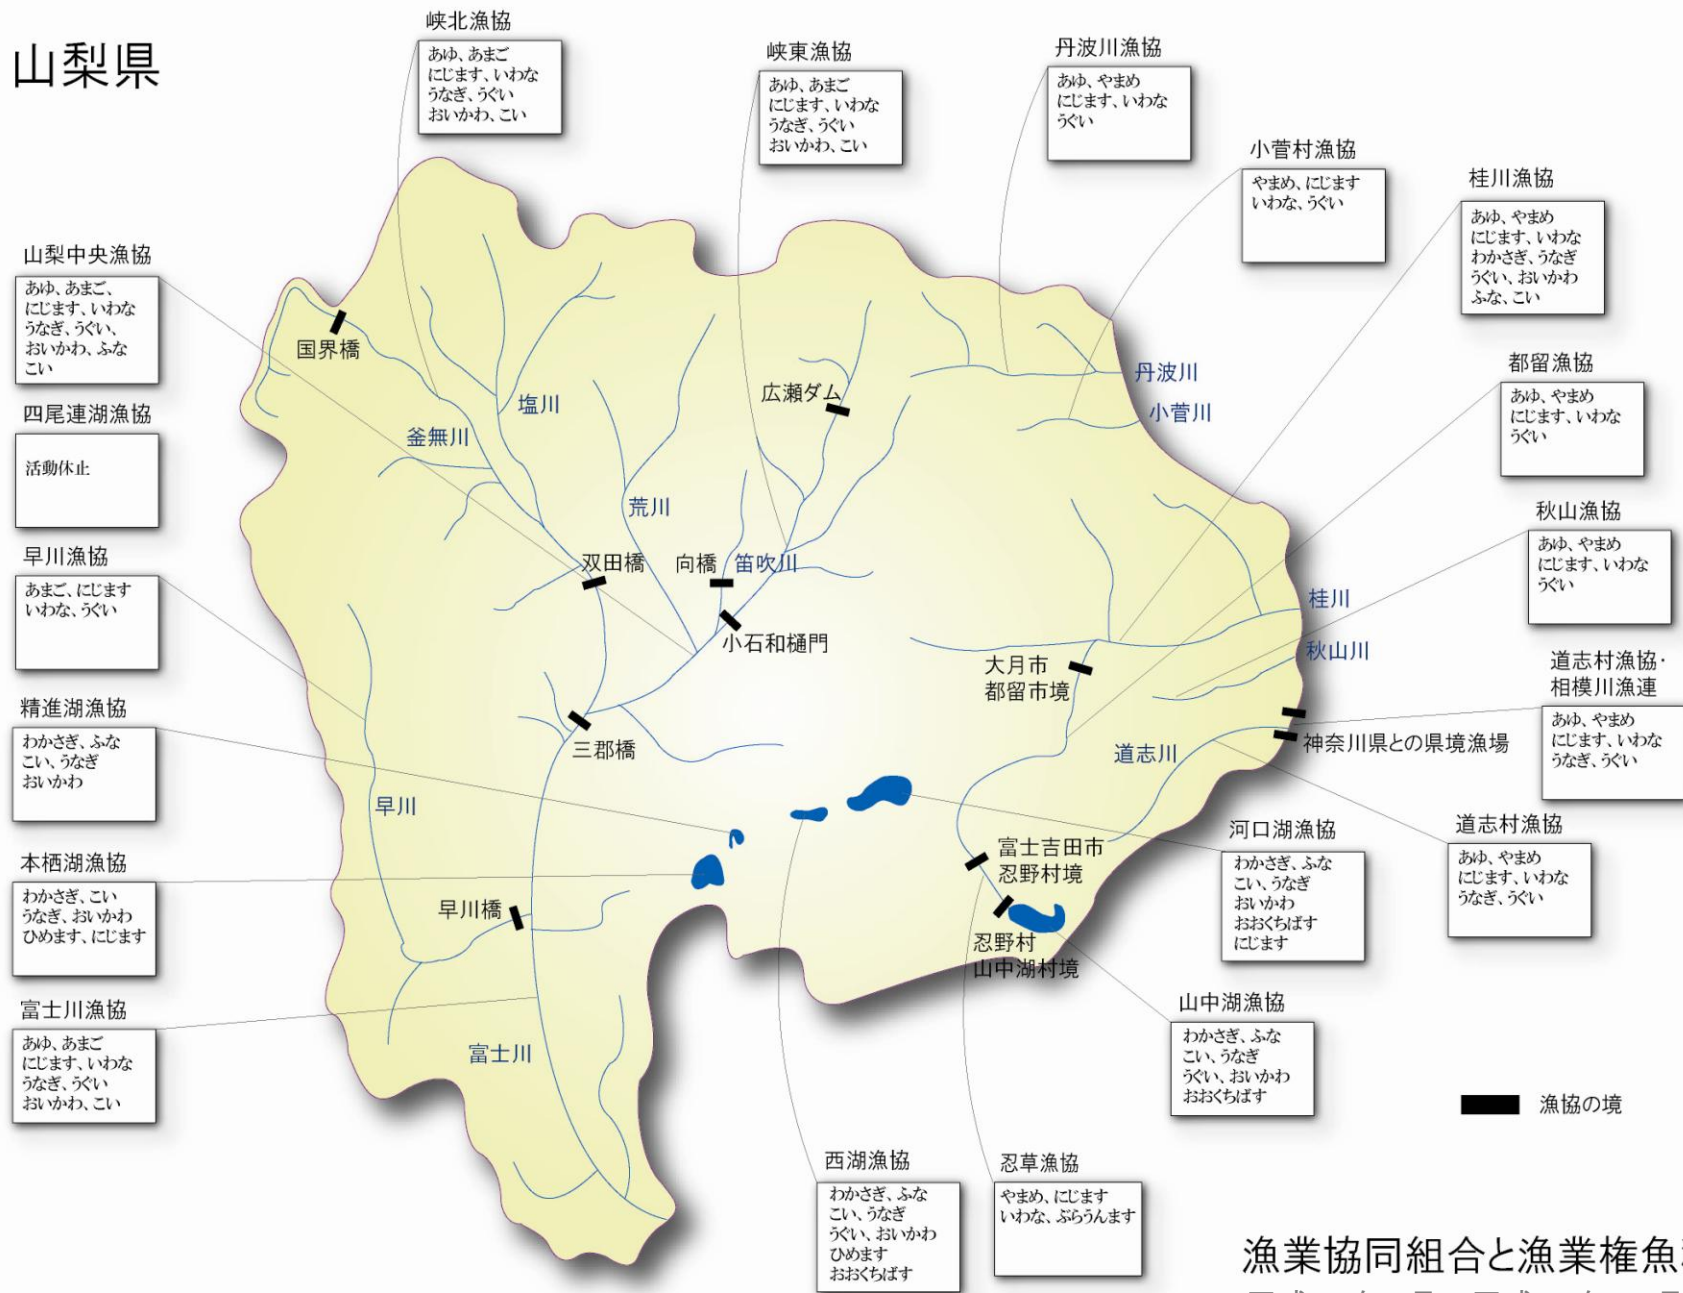 山梨県
峡北漁協
あゆ、あまご
にじます、いわな
うなぎ、うぐい
おいかわ、こい
峡東漁協
あゆ、あまご
にじます、いわな
うなぎ、うぐい
おいかわ、こい
丹波川漁協
あゆ、やまめ
にじます、いわな
うぐい
小菅村漁協
やまめ、にじます
いわな、うぐい
桂川漁協
あゆ、やまめ
にじます、いわな
わかさぎ、うなぎ
うぐい、おいかわ
ふな、こい
山梨中央漁協
あゆ、あまご、
にじます、いわな
うなぎ、うぐい、
おいかわ、ふな
こい
四尾連湖漁協
活動休止
早川漁協
あまご、にじます
いわな、うぐい
精進湖漁協
わかさぎ、ふな
こい、うなぎ
おいかわ
本栖湖漁協
わかさぎ、こい
うなぎ、おいかわ
ひめます、にじます
富士川漁協
あゆ、あまご
にじます、いわな
うなぎ、うぐい
おいかわ、こい
都留漁協
あゆ、やまめ
にじます、いわな
うぐい
秋山漁協
あゆ、やまめ
にじます、いわな
うぐい
道志村漁協・
相模川漁連
あゆ、やまめ
にじます、いわな
うなぎ、うぐい
道志村漁協
あゆ、やまめ
にじます、いわな
うなぎ、うぐい
河口湖漁協
わかさぎ、ふな
こい、うなぎ
おいかわ
おおくちばす
にじます
山中湖漁協
わかさぎ、ふな
こい、うなぎ
うぐい、おいかわ
おおくちばす
西湖漁協
わかさぎ、ふな
こい、うなぎ
うぐい、おいかわ
ひめます
おおくちばす
忍草漁協
やまめ、にじます
いわな、ぶらうんます
国界橋
塩川
釜無川
荒川
広瀬ダム
丹波川
小菅川
双田橋
向橋
笛吹川
小石和樋門
三郡橋
早川
早川橋
富士川
大月市
都留市境
桂川
秋山川
道志川
神奈川県との県境漁場
富士吉田市
忍野村境
忍野村
山中湖村境
漁協の境
漁業協同組合と漁業権魚